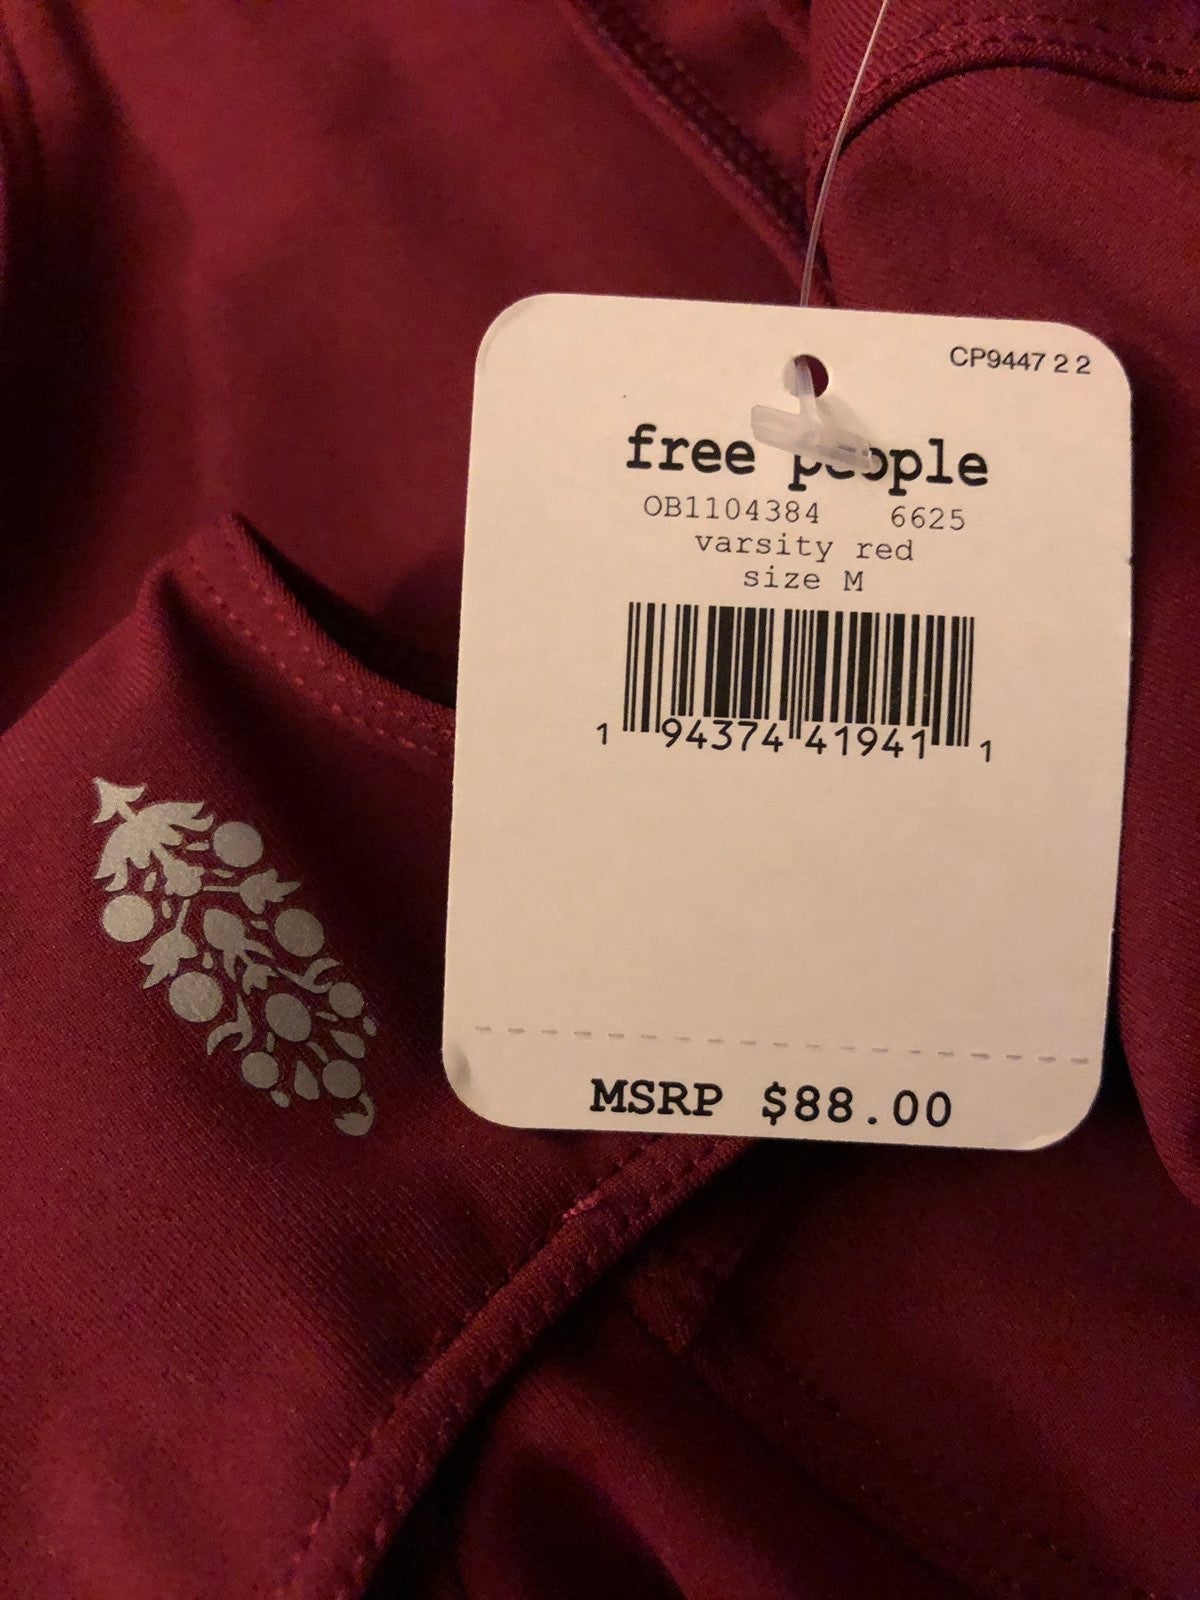 CP9447 2 2
free people
OB1104384 6625
varsity red
size M
1 94374 41941 1
MSRP $88.00